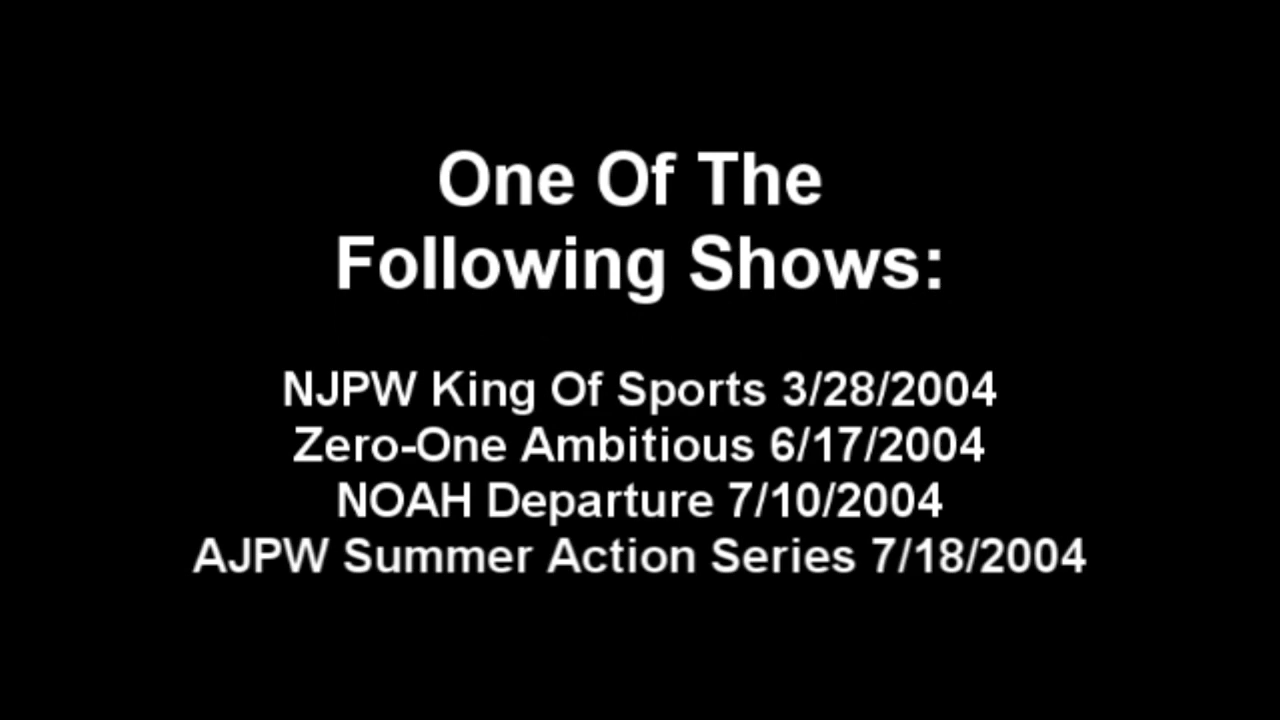 One Of The
Following Shows:
NJPW King Of Sports 3/28/2004
Zero-One Ambitious 6/17/2004
NOAH Departure 7/10/2004
AJPW Summer Action Series 7/18/2004